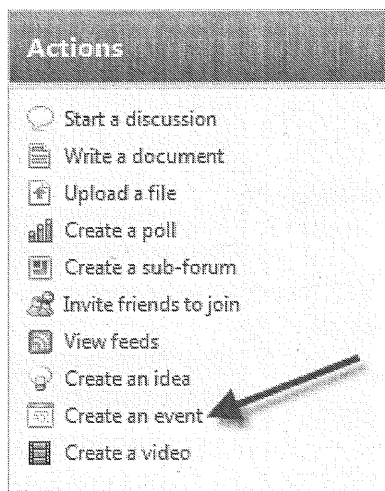 Actions
Start a discussion
Write a document
Upload a file
Create a poll
Create a sub-forum
Invite friends to join
View feeds
Create an idea
Create an event
Create a video